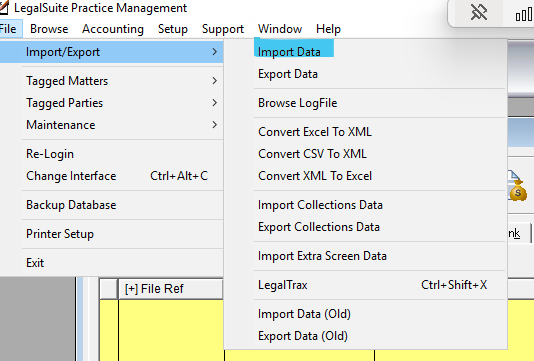 LegalSuite Practice Management
File Browse Accounting Setup Support Window Help
Import/Export
Tagged Matters
Tagged Parties
Maintenance
Re-Login
Change Interface Ctrl+Alt+C
Backup Database
Printer Setup
Exit
Import Data
Export Data
Browse LogFile
Convert Excel To XML
Convert CSV To XML
Convert XML To Excel
Import Collections Data
Export Collections Data
Import Extra Screen Data
LegalTrax Ctrl+Shift+X
Import Data (Old)
Export Data (Old)
nk
[+] File Ref